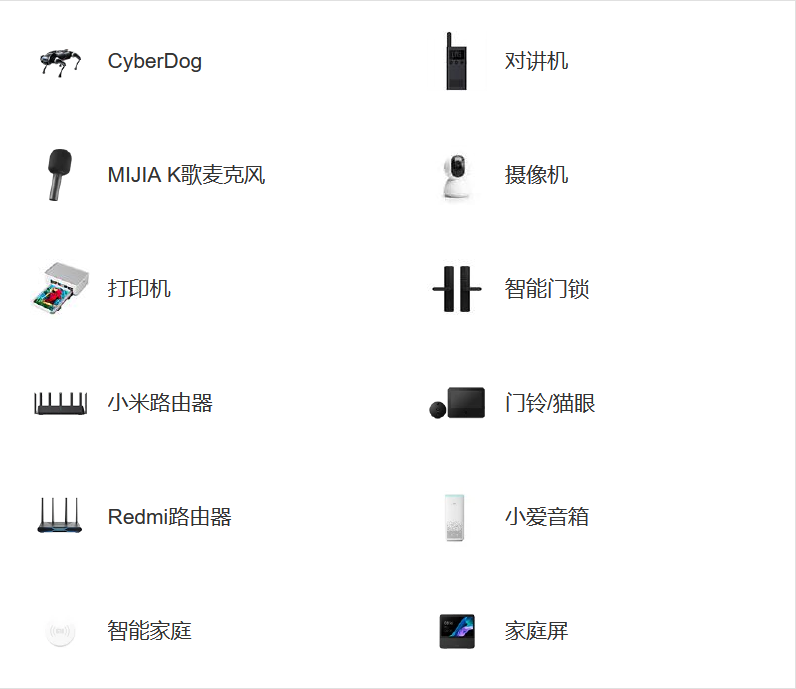 CyberDog
对讲机
MIJIA K歌麦克风
摄像机
打印机
智能门锁
小米路由器
门铃/猫眼
Redmi路由器
小爱音箱
智能家庭
家庭屏